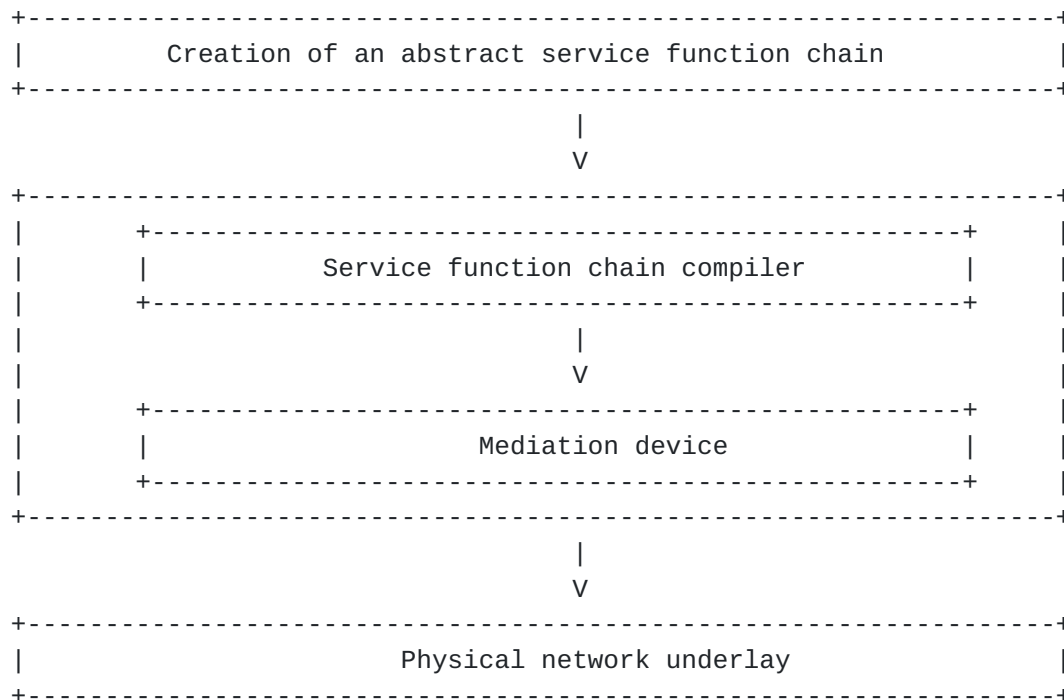 Creation of an abstract service function chain
|
V
Service function chain compiler
|
V
Mediation device
|
V
Physical network underlay